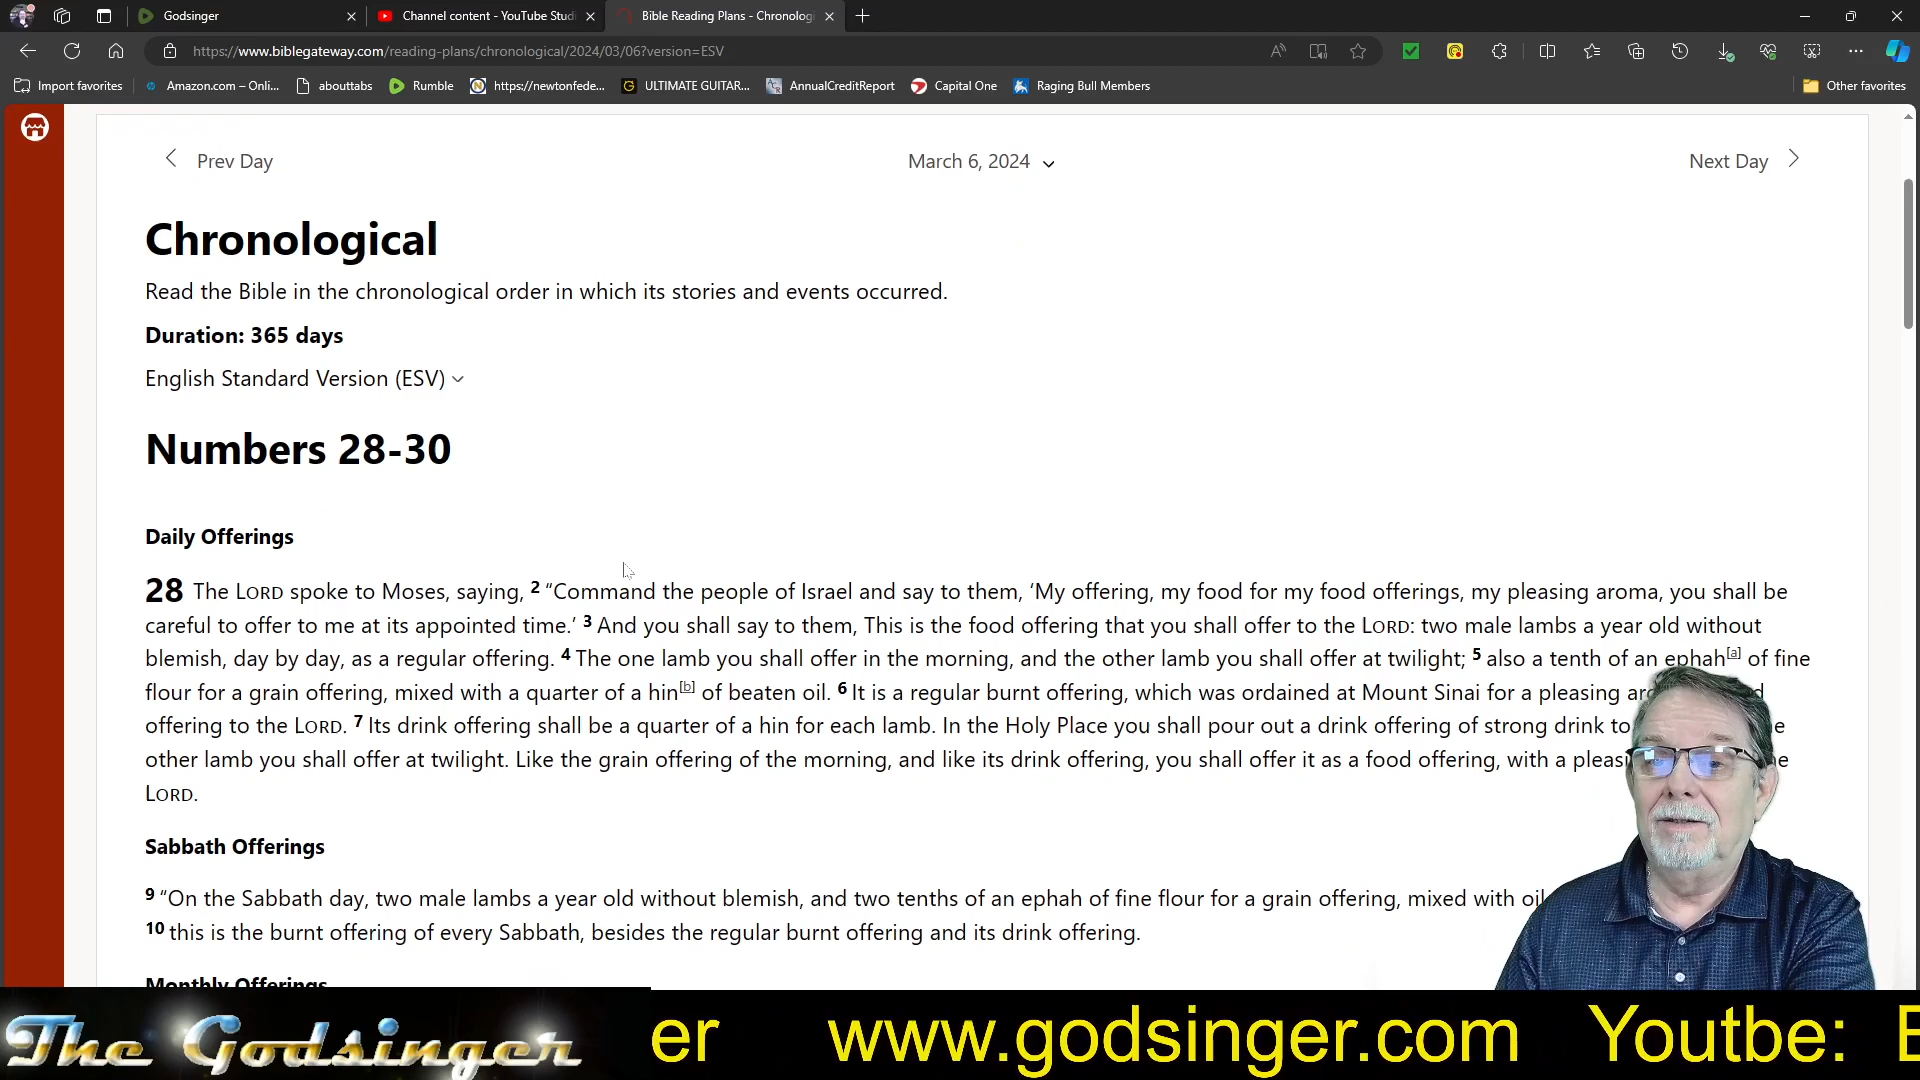 Godsinger
Channel content - YouTube Studi
Bible Reading Plans - Chronolog
https://www.biblegateway.com/reading-plans/chronological/2024/03/06?version=ESV
Import favorites
Amazon.com – Onli...
abouttabs
Rumble
https://newtonfede...
ULTIMATE GUITAR...
AnnualCreditReport
Capital One
Raging Bull Members
Other favorites
Prev Day
March 6, 2024
Next Day
Chronological
Read the Bible in the chronological order in which its stories and events occurred.
Duration: 365 days
English Standard Version (ESV)
Numbers 28-30
Daily Offerings
28 The LORD spoke to Moses, saying, 2 “Command the people of Israel and say to them, ‘My offering, my food for my food offerings, my pleasing aroma, you shall be
careful to offer to me at its appointed time.’ 3 And you shall say to them, This is the food offering that you shall offer to the LORD: two male lambs a year old without
blemish, day by day, as a regular offering. 4 The one lamb you shall offer in the morning, and the other lamb you shall offer at twilight; 5 also a tenth of an ephah[a] of fine
flour for a grain offering, mixed with a quarter of a hin[b] of beaten oil. 6 It is a regular burnt offering, which was ordained at Mount Sinai for a pleasing
offering to the LORD. 7 Its drink offering shall be a quarter of a hin for each lamb. In the Holy Place you shall pour out a drink offering of strong drink to
other lamb you shall offer at twilight. Like the grain offering of the morning, and like its drink offering, you shall offer it as a food offering, with a
LORD.
Sabbath Offerings
9 “On the Sabbath day, two male lambs a year old without blemish, and two tenths of an ephah of fine flour for a grain offering, mixed with oil
10 this is the burnt offering of every Sabbath, besides the regular burnt offering and its drink offering.
Monthly Offerings
The Godsinger
er www.godsinger.com Youtbe: